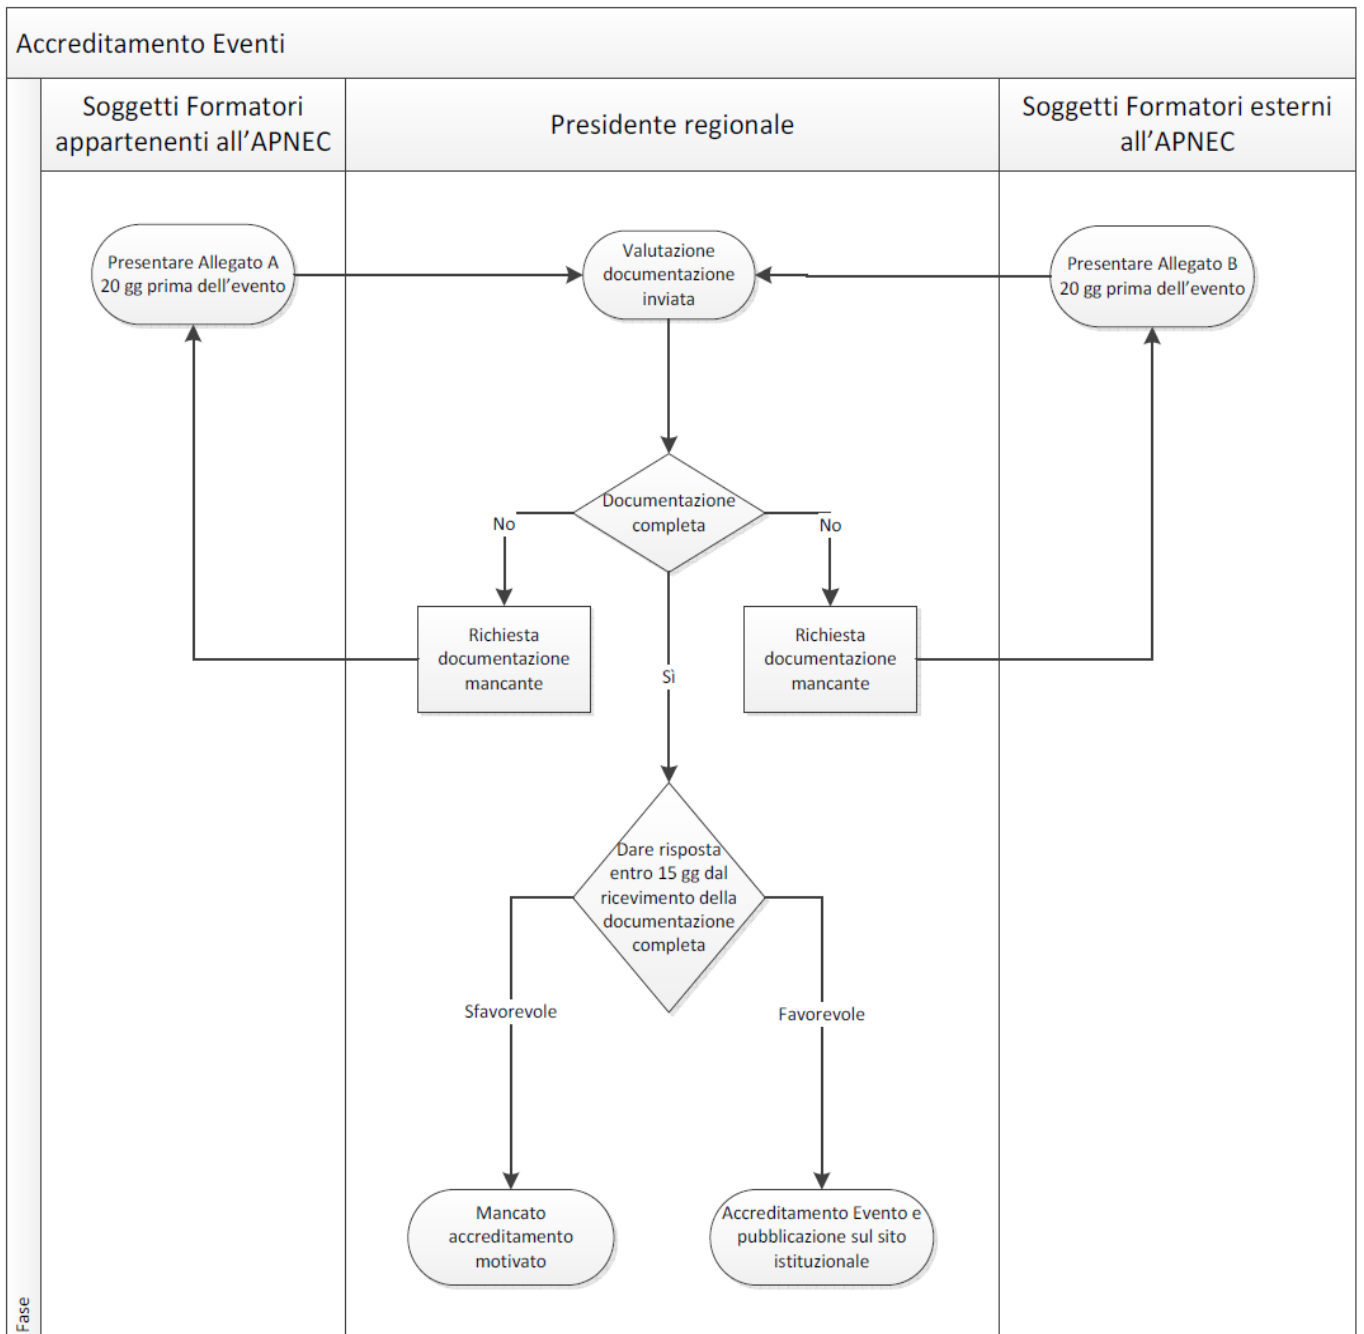 Accreditamento Eventi
Soggetti Formatori
appartenenti all'APNEC
Presidente regionale
Soggetti Formatori esterni
all'APNEC
Presentare Allegato A
20 gg prima dell'evento
Valutazione
documentazione
inviata
Presentare Allegato B
20 gg prima dell'evento
Documentazione
completa
No
No
Richiesta
documentazione
mancante
Richiesta
documentazione
mancante
Sì
Dare risposta
entro 15 gg dal
ricevimento della
documentazione
completa
Sfavorevole
Favorevole
Mancato
accreditamento
motivato
Accreditamento Evento e
pubblicazione sul sito
istituzionale
Fase